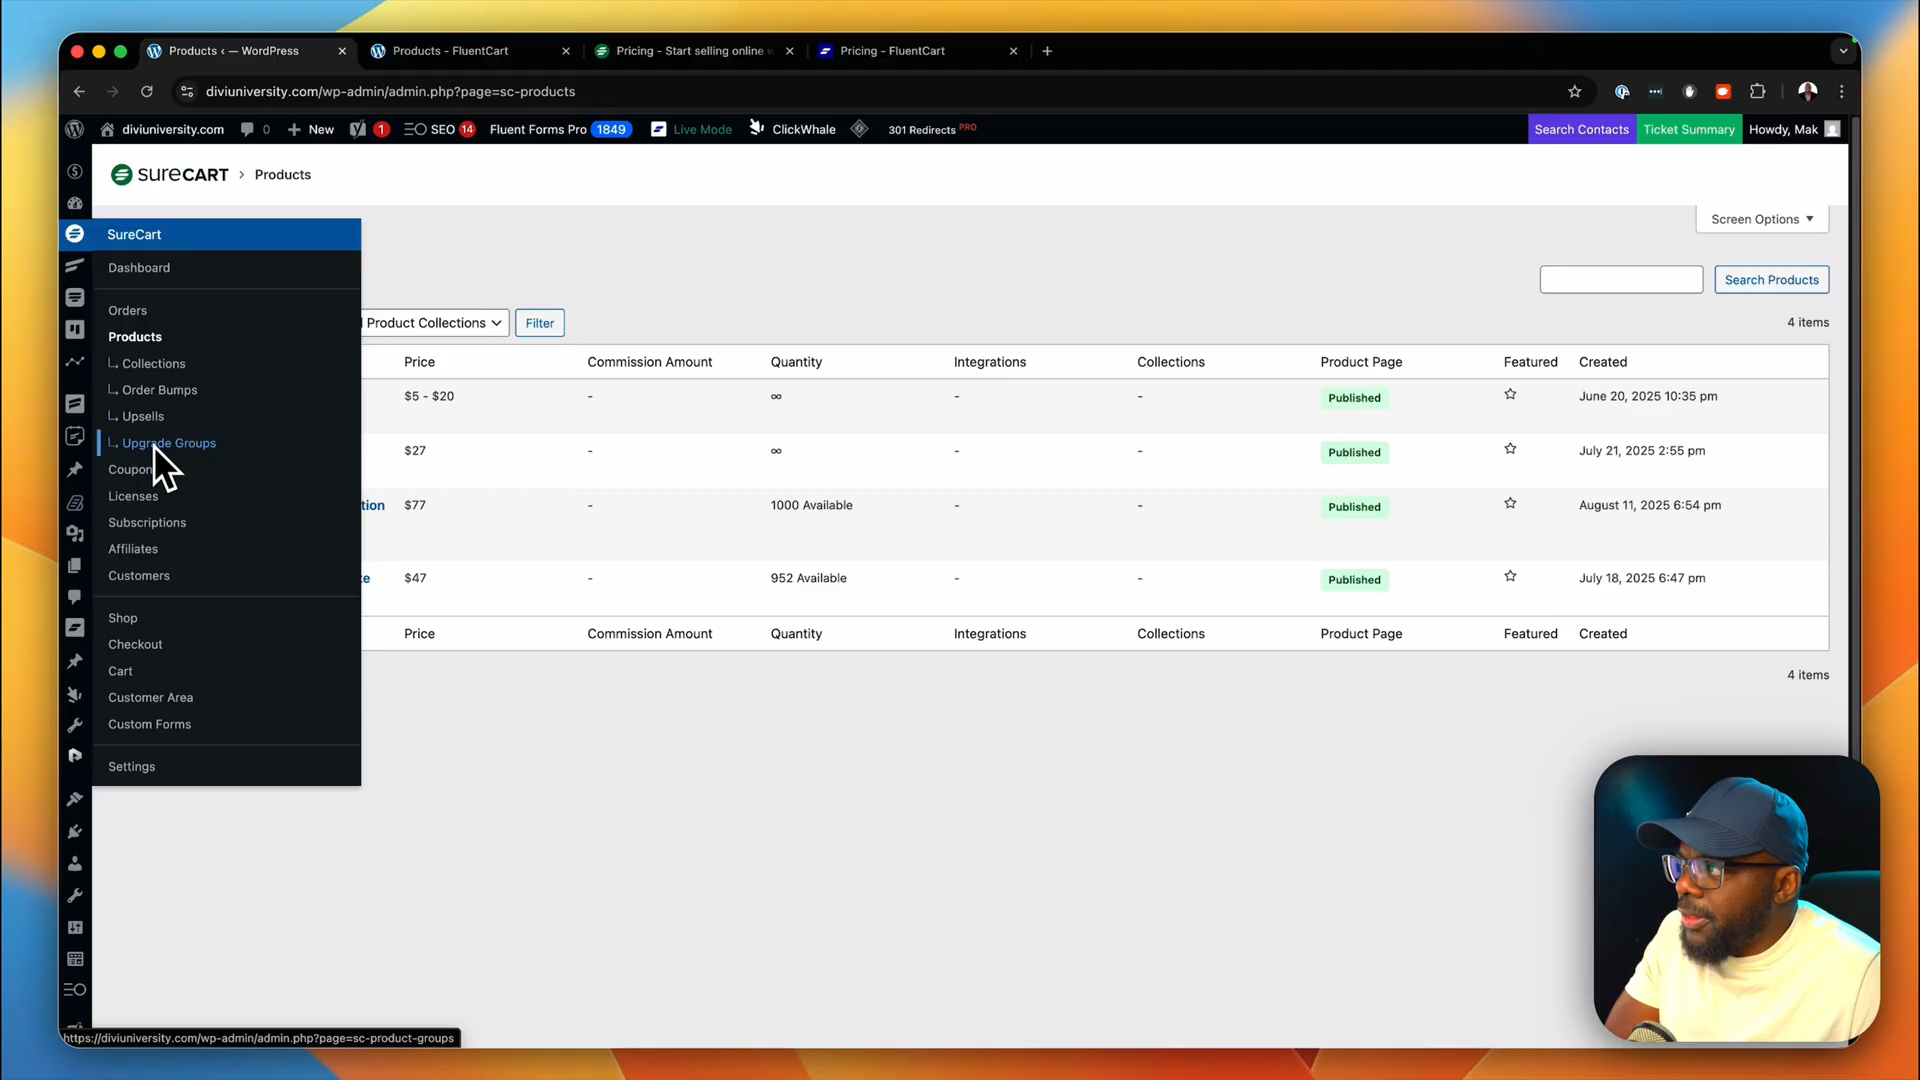 Products ‹ — WordPress
Products - FluentCart
Pricing - Start selling online
Pricing - FluentCart
diviuniversity.com/wp-admin/admin.php?page=sc-products
diviuniversity.com
0
New
1
SEO 14
Fluent Forms Pro 1849
Live Mode
ClickWhale
301 Redirects PRO
Search Contacts
Ticket Summary
Howdy, Mak
SURECART > Products
Screen Options
SureCart
Dashboard
Orders
Products
Collections
Order Bumps
Upsells
Upgrade Groups
Coupon
Licenses
Subscriptions
Affiliates
Customers
Shop
Checkout
Cart
Customer Area
Custom Forms
Settings
Search Products
Product Collections
Filter
4 items
Price Commission Amount Quantity Integrations Collections Product Page Featured Created
$5 - $20 - ∞ - - Published June 20, 2025 10:35 pm
$27 - ∞ - - Published July 21, 2025 2:55 pm
tion $77 - 1000 Available - - Published August 11, 2025 6:54 pm
$47 - 952 Available - - Published July 18, 2025 6:47 pm
Price Commission Amount Quantity Integrations Collections Product Page Featured Created
4 items
https://diviuniversity.com/wp-admin/admin.php?page=sc-product-groups